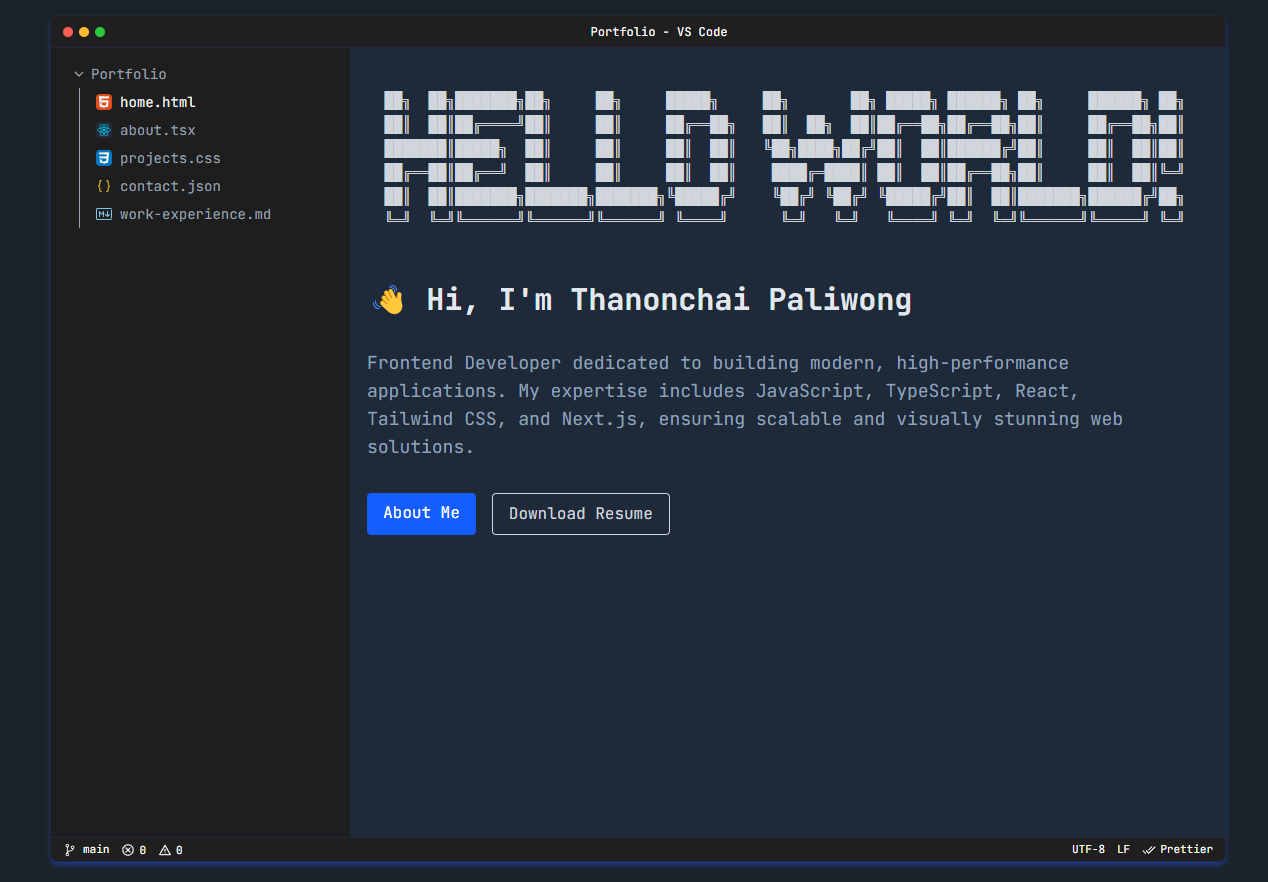 Portfolio - VS Code
Portfolio
home.html
about.tsx
projects.css
{} contact.json
M↓ work-experience.md
HELLO WORLD!
👋 Hi, I'm Thanonchai Paliwong
Frontend Developer dedicated to building modern, high-performance
applications. My expertise includes JavaScript, TypeScript, React,
Tailwind CSS, and Next.js, ensuring scalable and visually stunning web
solutions.
About Me
Download Resume
main 0 0
UTF-8 LF Prettier